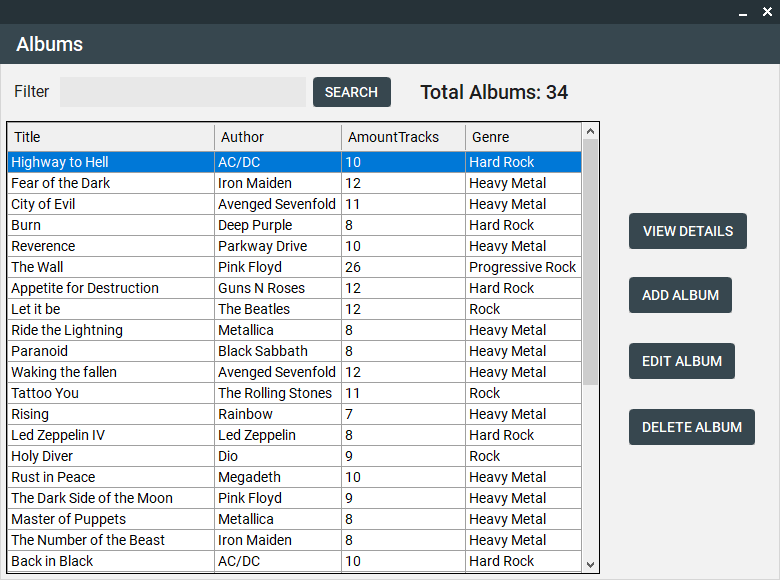 Albums
Filter SEARCH Total Albums: 34
Title Author AmountTracks Genre
Highway to Hell AC/DC 10 Hard Rock
Fear of the Dark Iron Maiden 12 Heavy Metal
City of Evil Avenged Sevenfold 11 Heavy Metal
Burn Deep Purple 8 Hard Rock
Reverence Parkway Drive 10 Heavy Metal
The Wall Pink Floyd 26 Progressive Rock
Appetite for Destruction Guns N Roses 12 Hard Rock
Let it be The Beatles 12 Rock
Ride the Lightning Metallica 8 Heavy Metal
Paranoid Black Sabbath 8 Heavy Metal
Waking the fallen Avenged Sevenfold 12 Heavy Metal
Tattoo You The Rolling Stones 11 Rock
Rising Rainbow 7 Heavy Metal
Led Zeppelin IV Led Zeppelin 8 Hard Rock
Holy Diver Dio 9 Rock
Rust in Peace Megadeth 10 Heavy Metal
The Dark Side of the Moon Pink Floyd 9 Heavy Metal
Master of Puppets Metallica 8 Heavy Metal
The Number of the Beast Iron Maiden 8 Heavy Metal
Back in Black AC/DC 10 Hard Rock
VIEW DETAILS
ADD ALBUM
EDIT ALBUM
DELETE ALBUM